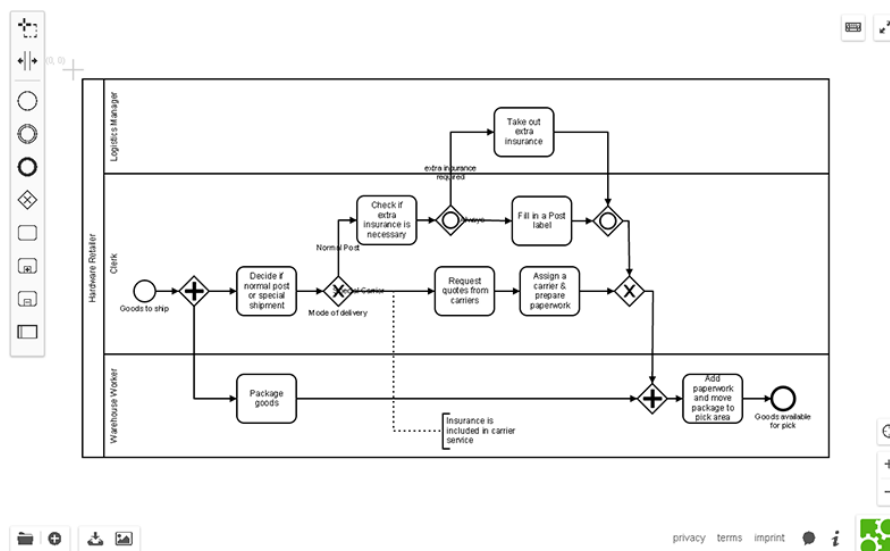 (0, 0)
Hardware Retailer
Logistics Manager
Take out
extra
insurance
extra insurance
required
Clerk
Check if
extra
insurance is
necessary
always
Fill in a Post
label
Normal Post
Goods to ship
Decide if
normal post
or special
shipment
Special Carrier
Mode of delivery
Request
quotes from
carriers
Assign a
carrier &
prepare
paperwork
Warehouse Worker
Package
goods
Insurance is
included in carrier
service
Add
paperwork
and move
package to
pick area
Goods available
for pick
privacy terms imprint